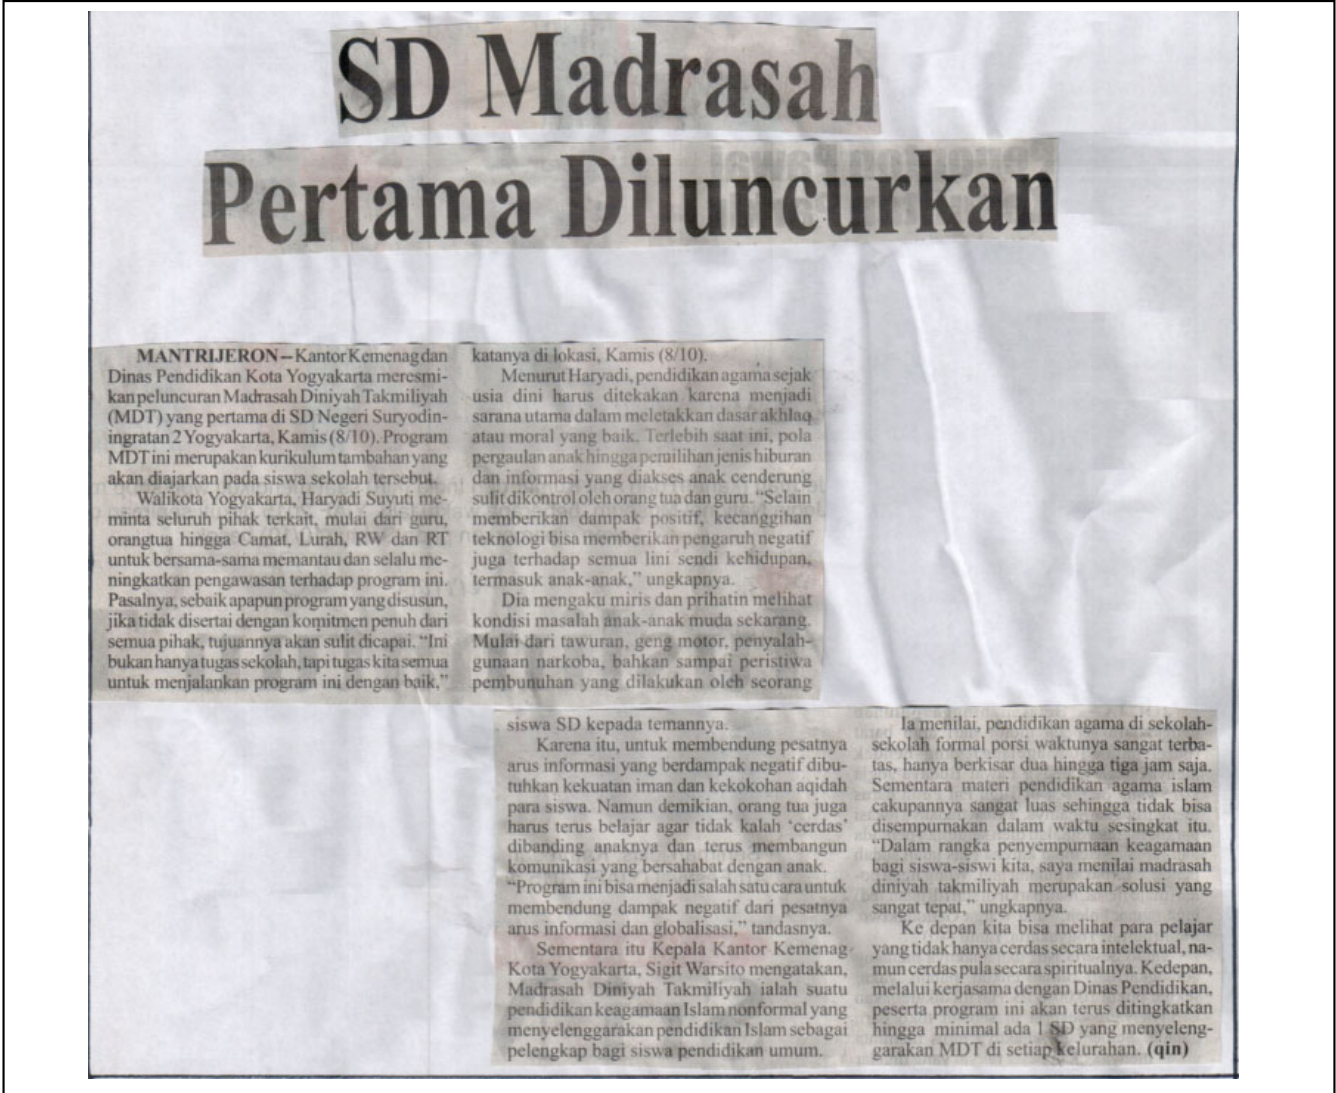 SD Madrasah
Pertama Diluncurkan
MANTRIJERON – Kantor Kemenag dan
Dinas Pendidikan Kota Yogyakarta meresmi-
kan peluncuran Madrasah Diniyah Takmiliyah
(MDT) yang pertama di SD Negeri Suryodin-
ingratan 2 Yogyakarta, Kamis (8/10). Program
MDT ini merupakan kurikulum tambahan yang
akan diajarkan pada siswa sekolah tersebut.
Walikota Yogyakarta, Haryadi Suyuti me-
minta seluruh pihak terkait, mulai dari guru,
orangtua hingga Camat, Lurah, RW dan RT
untuk bersama-sama memantau dan selalu me-
ningkatkan pengawasan terhadap program ini.
Pasalnya, sebaik apapun program yang disusun,
jika tidak disertai dengan komitmen penuh dari
semua pihak, tujuannya akan sulit dicapai. “Ini
bukan hanya tugas sekolah, tapi tugas kita semua
untuk menjalankan program ini dengan baik,”
katanya di lokasi, Kamis (8/10).
Menurut Haryadi, pendidikan agama sejak
usia dini harus ditekakan karena menjadi
sarana utama dalam meletakkan dasar akhlaq
atau moral yang baik. Terlebih saat ini, pola
pergaulan anak hingga pemilihan jenis hiburan
dan informasi yang diakses anak cenderung
sulit dikontrol oleh orang tua dan guru. “Selain
memberikan dampak positif, kecanggihan
teknologi bisa memberikan pengaruh negatif
juga terhadap semua lini sendi kehidupan,
termasuk anak-anak,” ungkapnya.
Dia mengaku miris dan prihatin melihat
kondisi masalah anak-anak muda sekarang.
Mulai dari tawuran, geng motor, penyalah-
gunaan narkoba, bahkan sampai peristiwa
pembunuhan yang dilakukan oleh seorang
siswa SD kepada temannya.
Karena itu, untuk membendung pesatnya
arus informasi yang berdampak negatif dibu-
tuhkan kekuatan iman dan kekokohan aqidah
para siswa. Namun demikian, orang tua juga
harus terus belajar agar tidak kalah ‘cerdas’
dibanding anaknya dan terus membangun
komunikasi yang bersahabat dengan anak.
“Program ini bisa menjadi salah satu cara untuk
membendung dampak negatif dari pesatnya
arus informasi dan globalisasi,” tandasnya.
Sementara itu Kepala Kantor Kemenag
Kota Yogyakarta, Sigit Warsito mengatakan,
Madrasah Diniyah Takmiliyah ialah suatu
pendidikan keagamaan Islam nonformal yang
menyelenggarakan pendidikan Islam sebagai
pelengkap bagi siswa pendidikan umum.
Ia menilai, pendidikan agama di sekolah-
sekolah formal porsi waktunya sangat terba-
tas, hanya berkisar dua hingga tiga jam saja.
Sementara materi pendidikan agama islam
cakupannya sangat luas sehingga tidak bisa
disempurnakan dalam waktu sesingkat itu.
“Dalam rangka penyempurnaan keagamaan
bagi siswa-siswi kita, saya menilai madrasah
diniyah takmiliyah merupakan solusi yang
sangat tepat,” ungkapnya.
Ke depan kita bisa melihat para pelajar
yang tidak hanya cerdas secara intelektual, na-
mun cerdas pula secara spiritualnya. Kedepan,
melalui kerjasama dengan Dinas Pendidikan,
peserta program ini akan terus ditingkatkan
hingga minimal ada 1 SD yang menyeleng-
garakan MDT di setiap kelurahan. (qin)